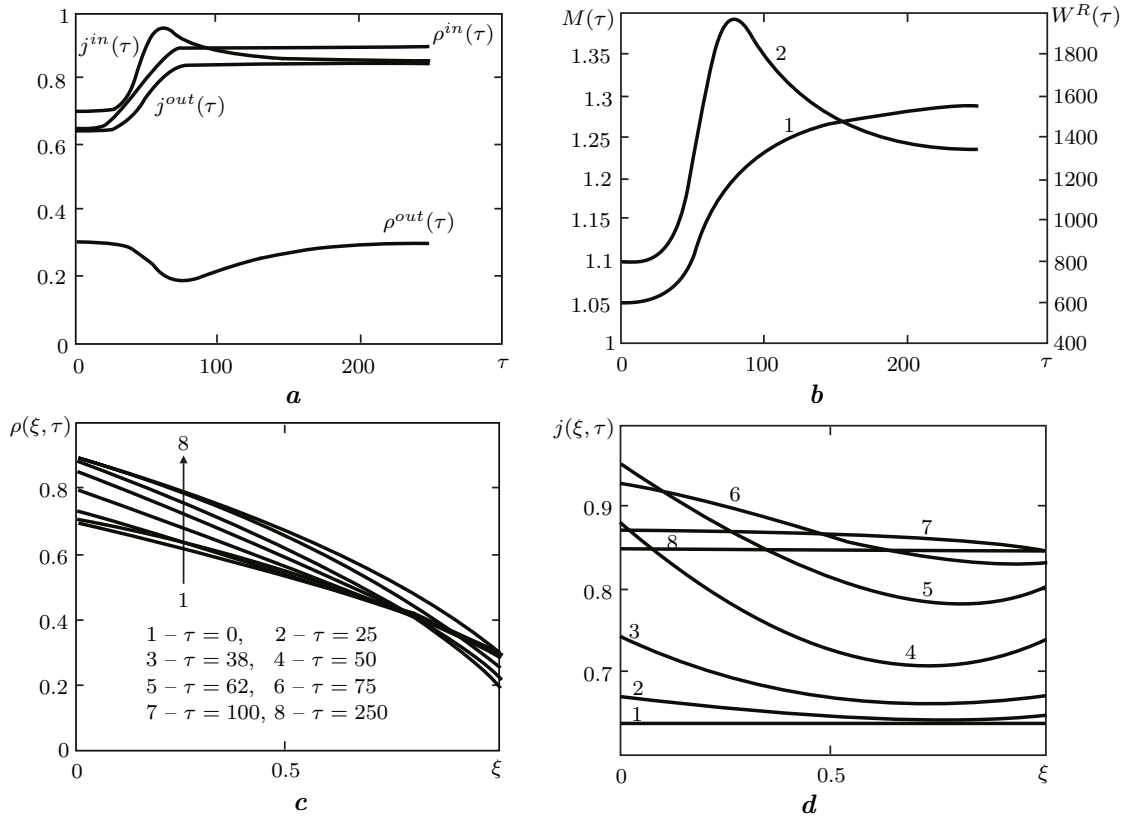 1
0.8
0.6
0.4
0.2
0
j^{in}(τ)
ρ^{in}(τ)
j^{out}(τ)
ρ^{out}(τ)
0 100 200 τ
a
M(τ) W^R(τ)
1.35
1.3
1.25
1.2
1.15
1.1
1.05
1
1800
1600
1400
1200
1000
800
600
400
2
1
0 100 200 τ
b
ρ(ξ, τ)
0.8
0.6
0.4
0.2
0
8
1
1 – τ = 0, 2 – τ = 25
3 – τ = 38, 4 – τ = 50
5 – τ = 62, 6 – τ = 75
7 – τ = 100, 8 – τ = 250
0.5 ξ
c
j(ξ, τ)
0.9
0.8
0.7
6
7
8
5
4
3
2
1
0 0.5 ξ
d